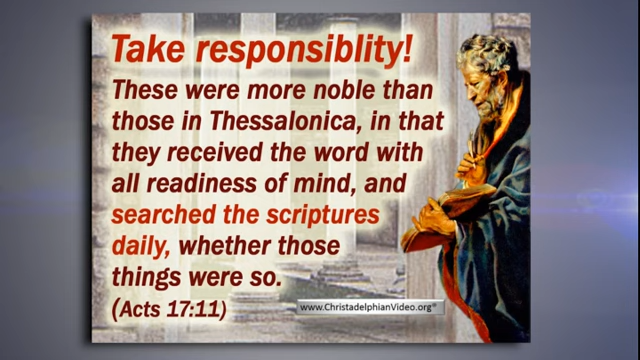 Take responsiblity!
These were more noble than
those in Thessalonica, in that
they received the word with
all readiness of mind, and
searched the scriptures
daily, whether those
things were so.
(Acts 17:11)
www.ChristadelphianVideo.org"